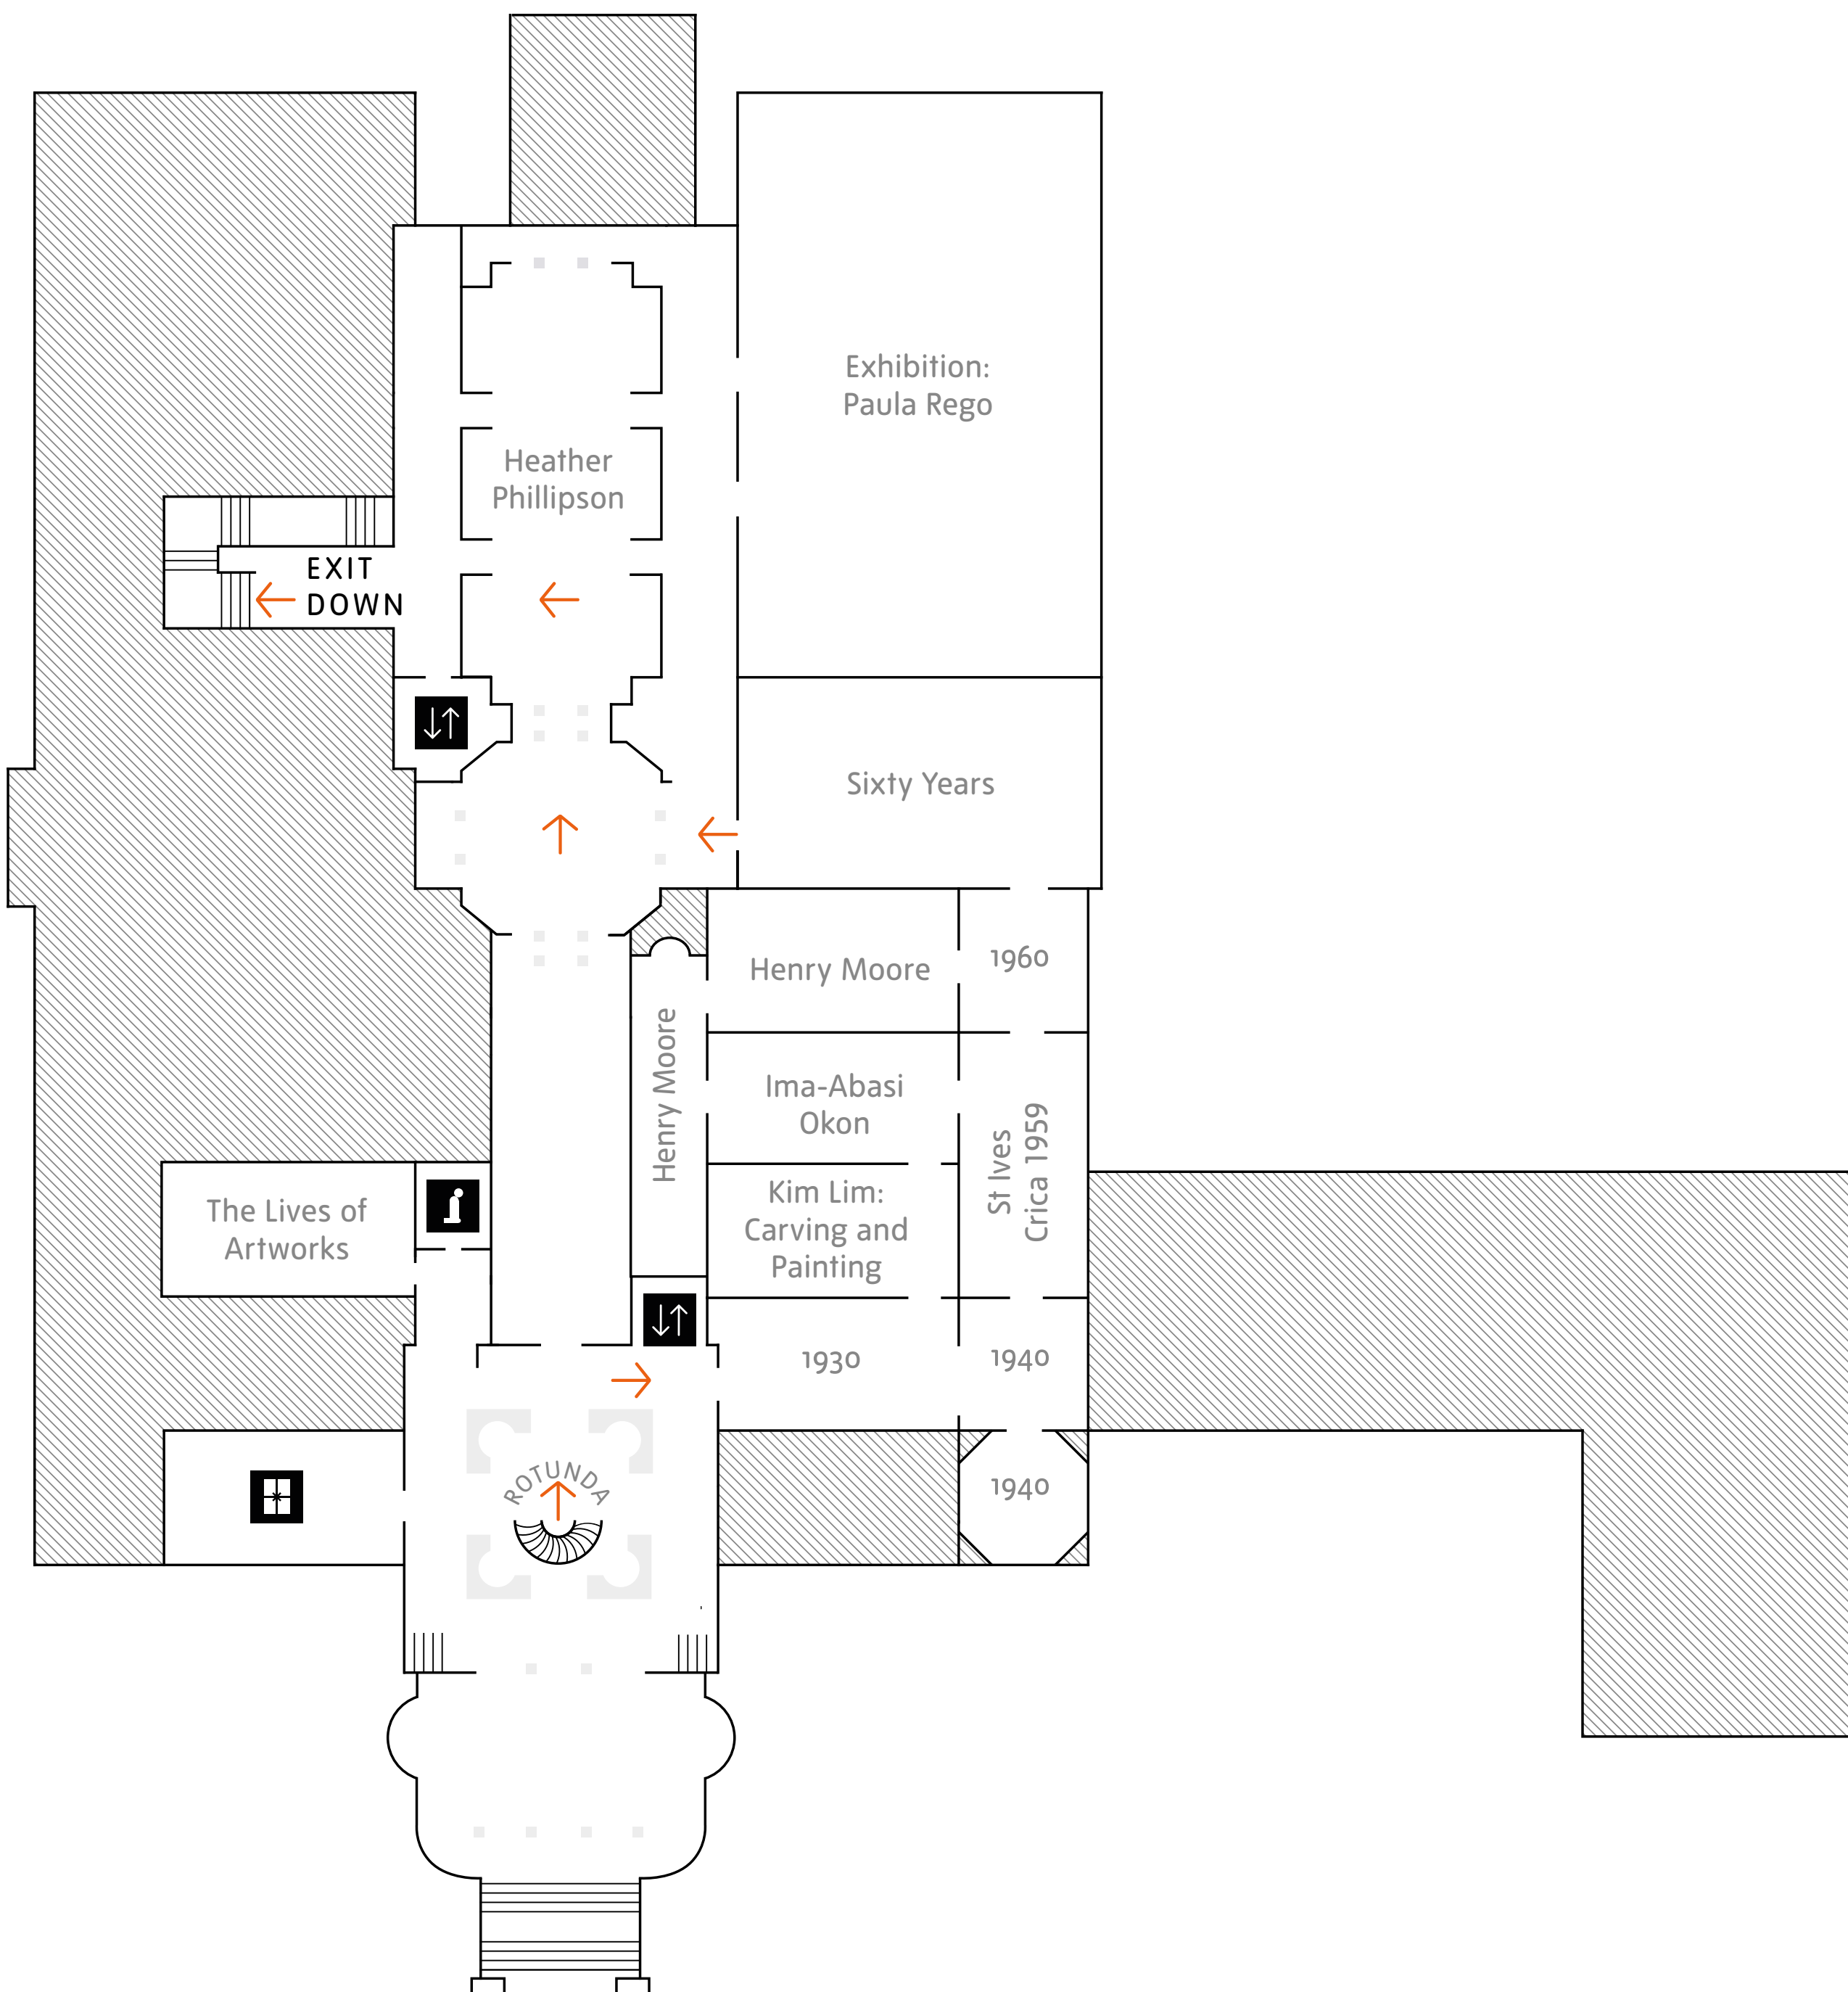 Exhibition:
Paula Rego
Heather
Phillipson
EXIT
DOWN
Sixty Years
Henry Moore
1960
Henry Moore
Ima-Abasi
Okon
St Ives
Crica 1959
The Lives of
Artworks
Kim Lim:
Carving and
Painting
1930
1940
ROTUNDA
1940